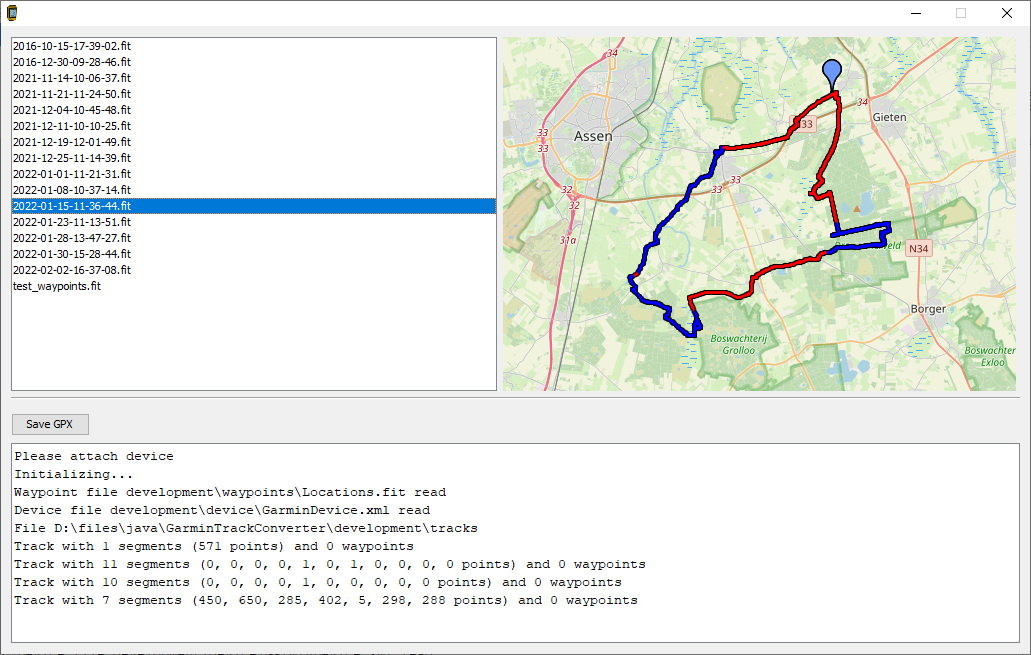 2016-10-15-17-39-02.fit
2016-12-30-09-28-46.fit
2021-11-14-10-06-37.fit
2021-11-21-11-24-50.fit
2021-12-04-10-45-48.fit
2021-12-11-10-10-25.fit
2021-12-19-12-01-49.fit
2021-12-25-11-14-39.fit
2022-01-01-11-21-31.fit
2022-01-08-10-37-14.fit
2022-01-15-11-36-44.fit
2022-01-23-11-13-51.fit
2022-01-28-13-47-27.fit
2022-01-30-15-28-44.fit
2022-02-02-16-37-08.fit
test_waypoints.fit
34
34
Gieten
33
33
Assen
33
33
33
32
32
31a
N34
Borger
Boswachterij
Grolloo
Boswachter
Exloo
Save GPX
Please attach device
Initializing...
Waypoint file development\waypoints\Locations.fit read
Device file development\device\GarminDevice.xml read
File D:\files\java\GarminTrackConverter\development\tracks
Track with 1 segments (571 points) and 0 waypoints
Track with 11 segments (0, 0, 0, 0, 1, 0, 1, 0, 0, 0, 0 points) and 0 waypoints
Track with 10 segments (0, 0, 0, 0, 1, 0, 0, 0, 0, 0 points) and 0 waypoints
Track with 7 segments (450, 650, 285, 402, 5, 298, 288 points) and 0 waypoints